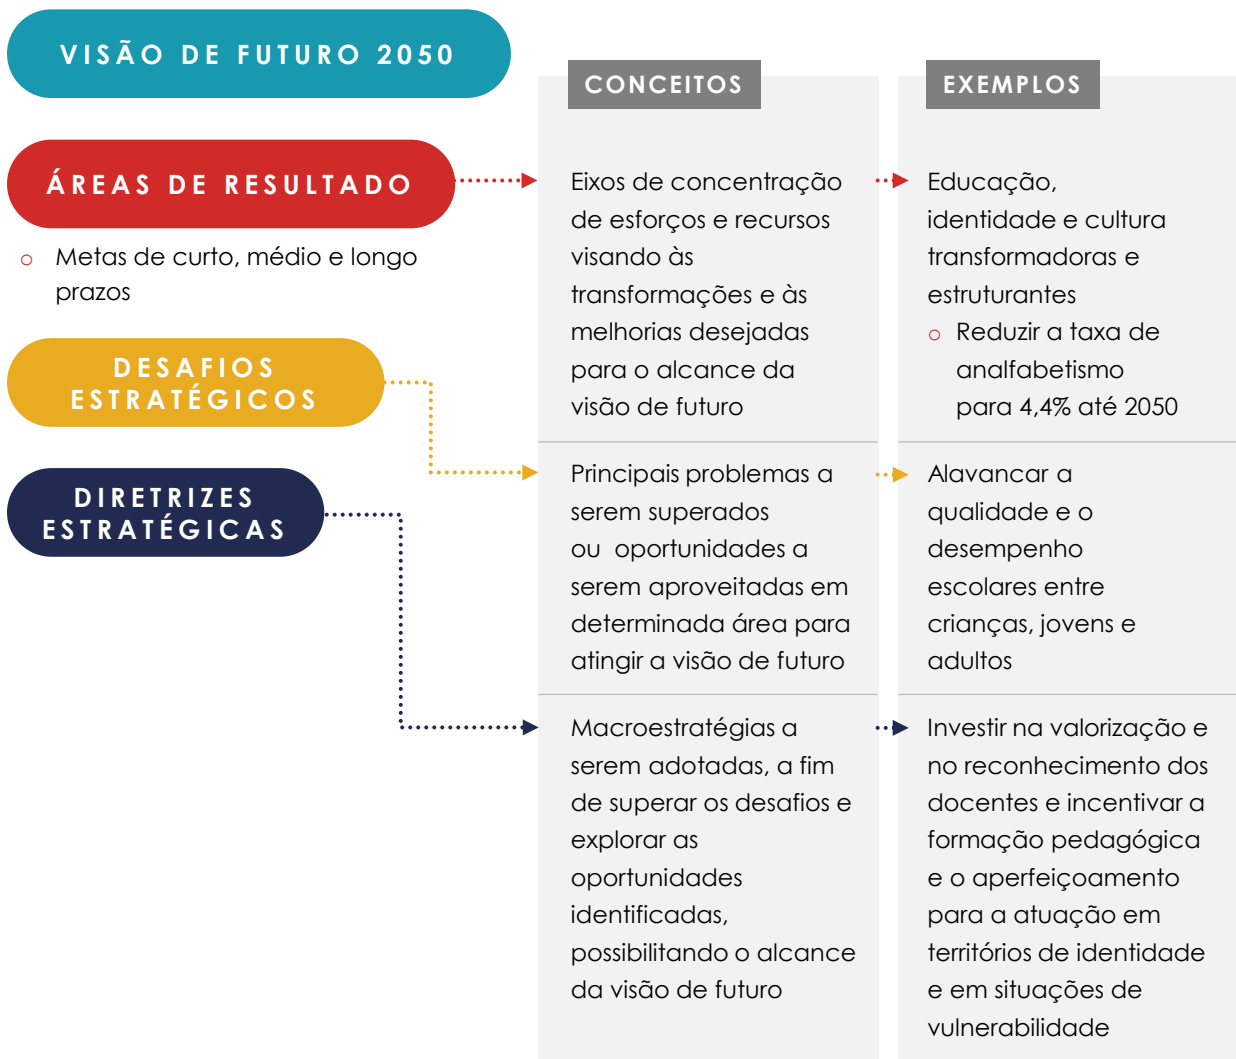 VISÃO DE FUTURO 2050
ÁREAS DE RESULTADO
o Metas de curto, médio e longo
prazos
DESAFIOS
ESTRATÉGICOS
DIRETRIZES
ESTRATÉGICAS
CONCEITOS
Eixos de concentração
de esforços e recursos
visando às
transformações e às
melhorias desejadas
para o alcance da
visão de futuro
Principais problemas a
serem superados
ou oportunidades a
serem aproveitadas em
determinada área para
atingir a visão de futuro
Macroestratégias a
serem adotadas, a fim
de superar os desafios e
explorar as
oportunidades
identificadas,
possibilitando o alcance
da visão de futuro
EXEMPLOS
Educação,
identidade e cultura
transformadoras e
estruturantes
o Reduzir a taxa de
analfabetismo
para 4,4% até 2050
Alavancar a
qualidade e o
desempenho
escolares entre
crianças, jovens e
adultos
Investir na valorização e
no reconhecimento dos
docentes e incentivar a
formação pedagógica
e o aperfeiçoamento
para a atuação em
territórios de identidade
e em situações de
vulnerabilidade